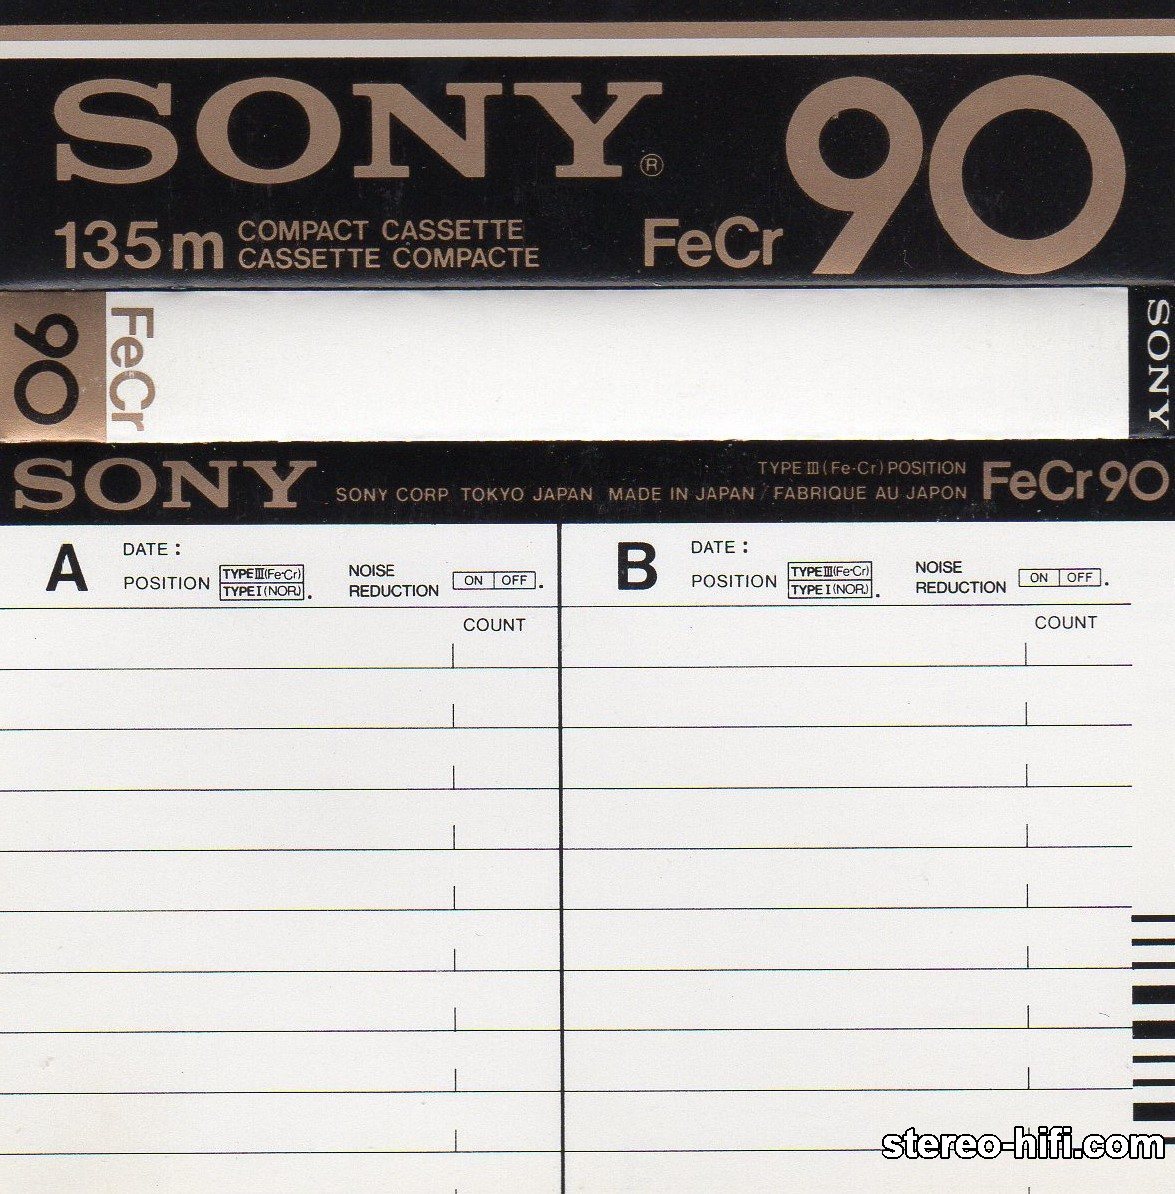 SONY®
FeCr 90
135m COMPACT CASSETTE
CASSETTE COMPACTE
90 FeCr SONY
SONY
TYPE III (Fe-Cr) POSITION
SONY CORP. TOKYO JAPAN MADE IN JAPAN / FABRIQUE AU JAPON
FeCr 90
A DATE :
POSITION TYPE III (Fe-Cr)
TYPE I (NOR.) .
NOISE
REDUCTION ON OFF .
COUNT
B DATE :
POSITION TYPE III (Fe-Cr)
TYPE I (NOR.) .
NOISE
REDUCTION ON OFF .
COUNT
stereo-hifi.com